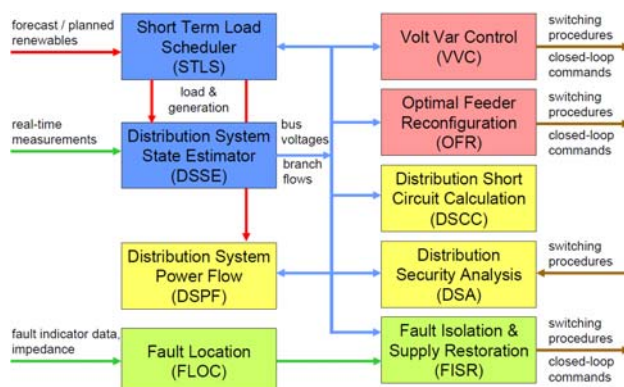 forecast / planned
renewables
Short Term Load
Scheduler
(STLS)
load &
generation
real-time
measurements
Distribution System
State Estimator
(DSSE)
bus
voltages
branch
flows
Distribution System
Power Flow
(DSPF)
fault indicator data,
impedance
Fault Location
(FLOC)
Volt Var Control
(VVC)
switching
procedures
closed-loop
commands
Optimal Feeder
Reconfiguration
(OFR)
switching
procedures
closed-loop
commands
Distribution Short
Circuit Calculation
(DSCC)
Distribution
Security Analysis
(DSA)
switching
procedures
Fault Isolation &
Supply Restoration
(FISR)
switching
procedures
closed-loop
commands